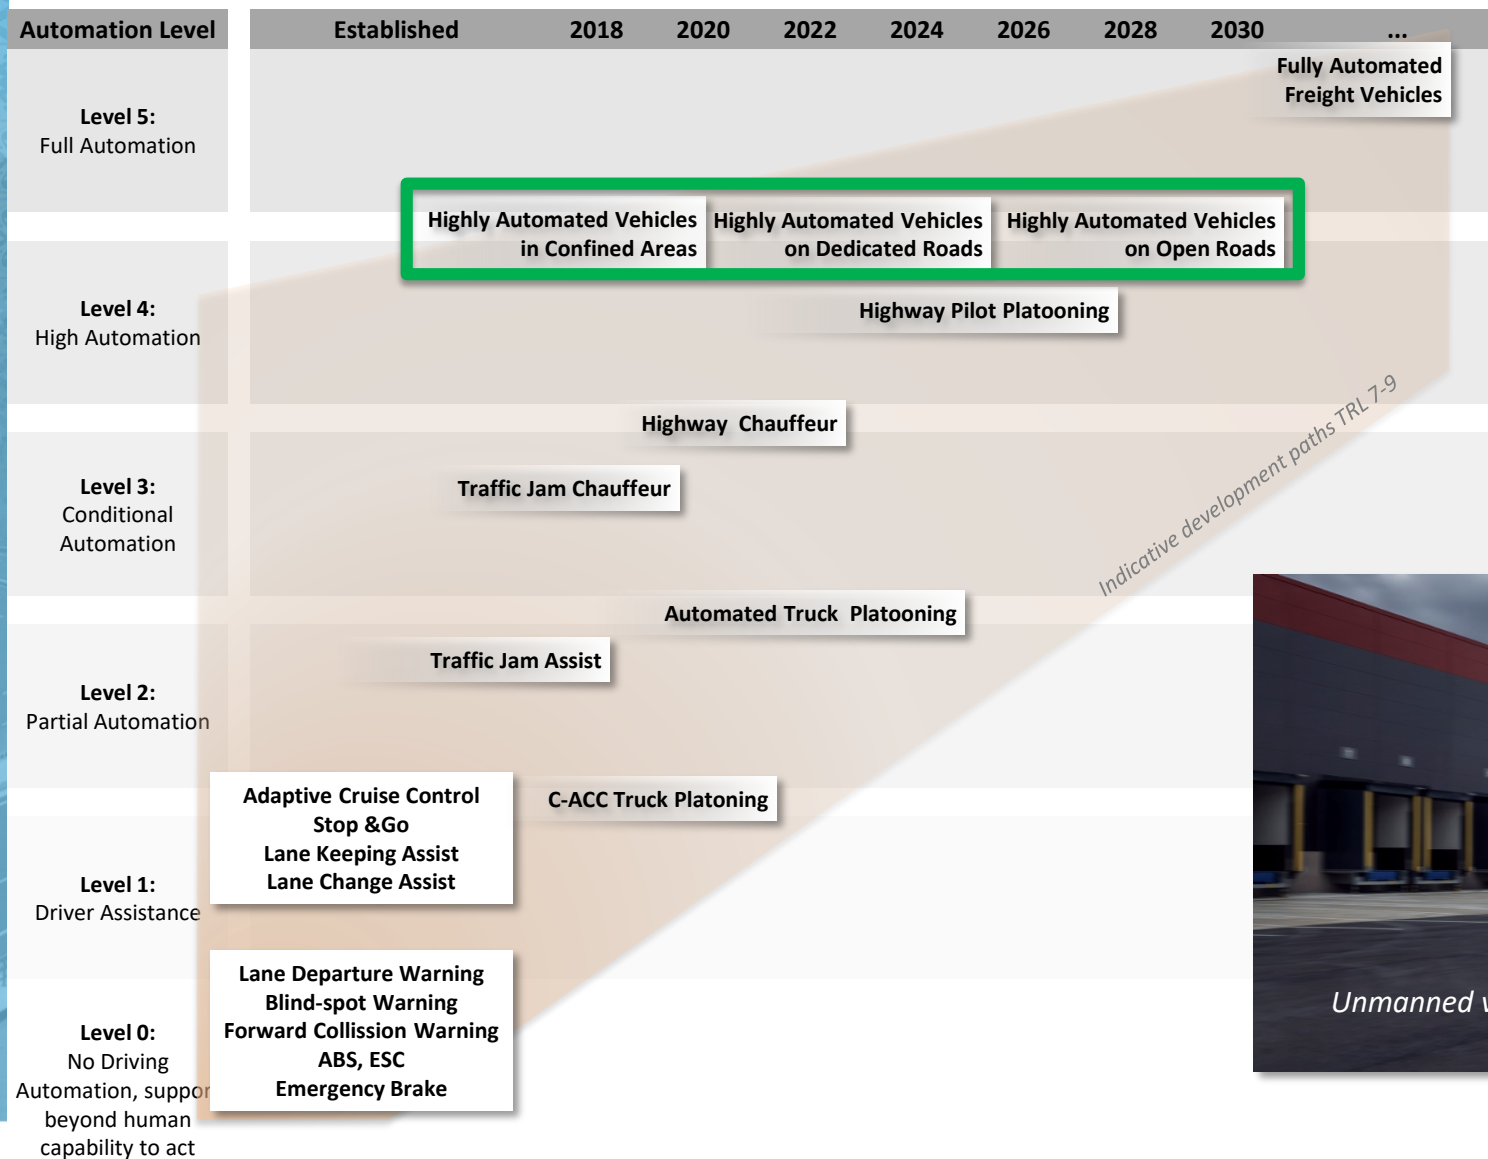 Automation Level Established 2018 2020 2022 2024 2026 2028 2030 ...
Fully Automated
Freight Vehicles
Level 5:
Full Automation
Highly Automated Vehicles
in Confined Areas
Highly Automated Vehicles
on Dedicated Roads
Highly Automated Vehicles
on Open Roads
Level 4:
High Automation
Highway Pilot Platooning
Highway Chauffeur
Indicative development paths TRL 7-9
Level 3:
Conditional
Automation
Traffic Jam Chauffeur
Automated Truck Platooning
Traffic Jam Assist
Level 2:
Partial Automation
Adaptive Cruise Control
Stop &Go
Lane Keeping Assist
Lane Change Assist
C-ACC Truck Platoning
Level 1:
Driver Assistance
Lane Departure Warning
Blind-spot Warning
Forward Collission Warning
ABS, ESC
Emergency Brake
Level 0:
No Driving
Automation, suppor
beyond human
capability to act
Unmanned v